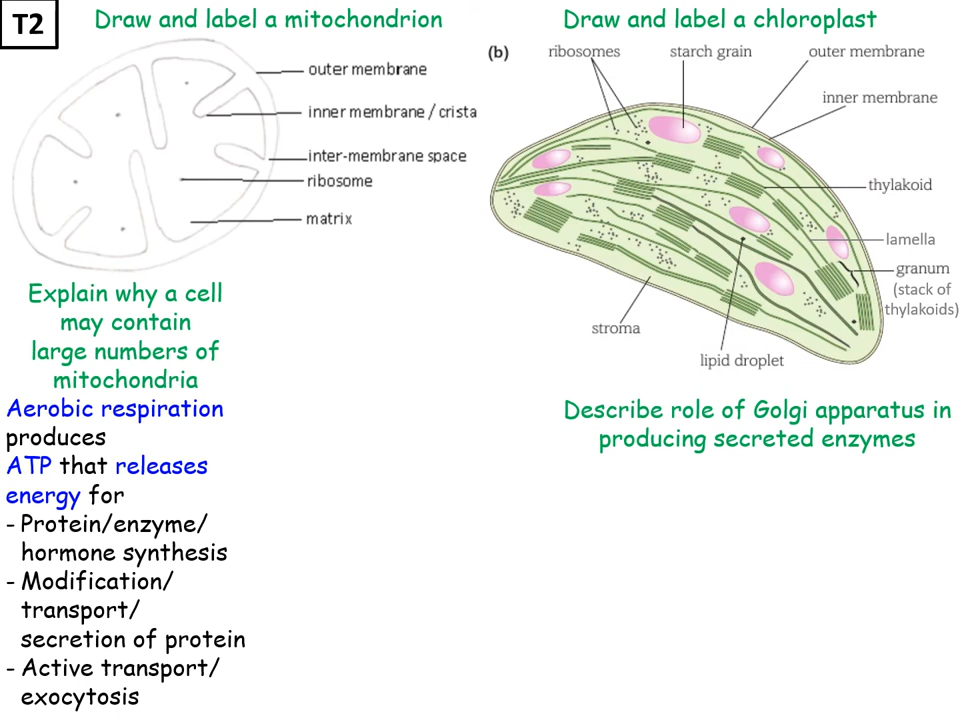 T2
Draw and label a mitochondrion
outer membrane
inner membrane / crista
inter-membrane space
ribosome
matrix
Explain why a cell
may contain
large numbers of
mitochondria
Aerobic respiration
produces
ATP that releases
energy for
- Protein/enzyme/
hormone synthesis
- Modification/
transport/
secretion of protein
- Active transport/
exocytosis
Draw and label a chloroplast
(b)
ribosomes
starch grain
outer membrane
inner membrane
thylakoid
lamella
granum
(stack of
thylakoids)
stroma
lipid droplet
Describe role of Golgi apparatus in
producing secreted enzymes